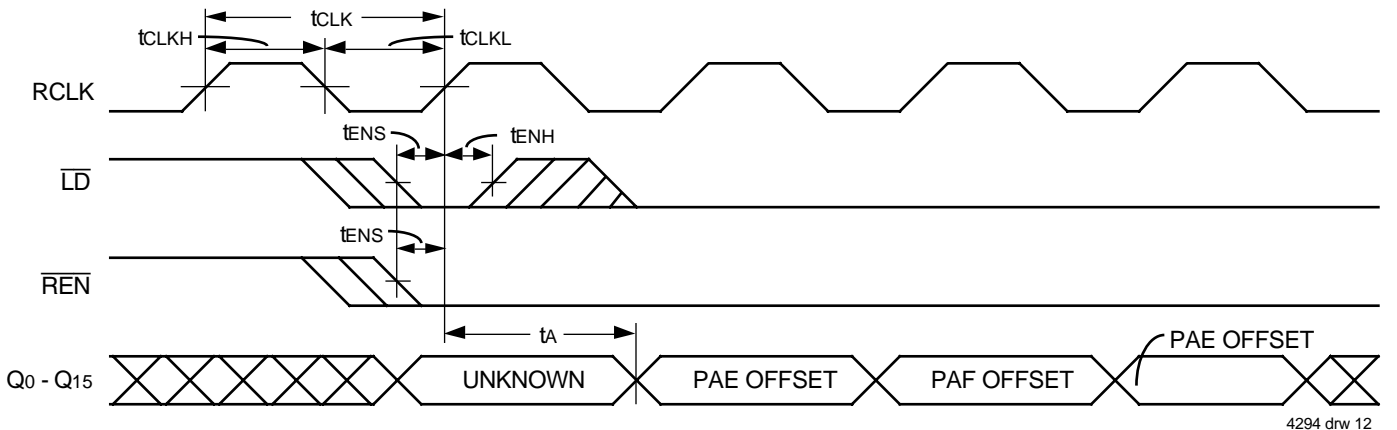 tCLK
tCLKH
tCLKL
RCLK
tENS
tENH
LD
tENS
REN
tA
PAE OFFSET
Q0 - Q15
UNKNOWN
PAE OFFSET
PAF OFFSET
4294 drw 12